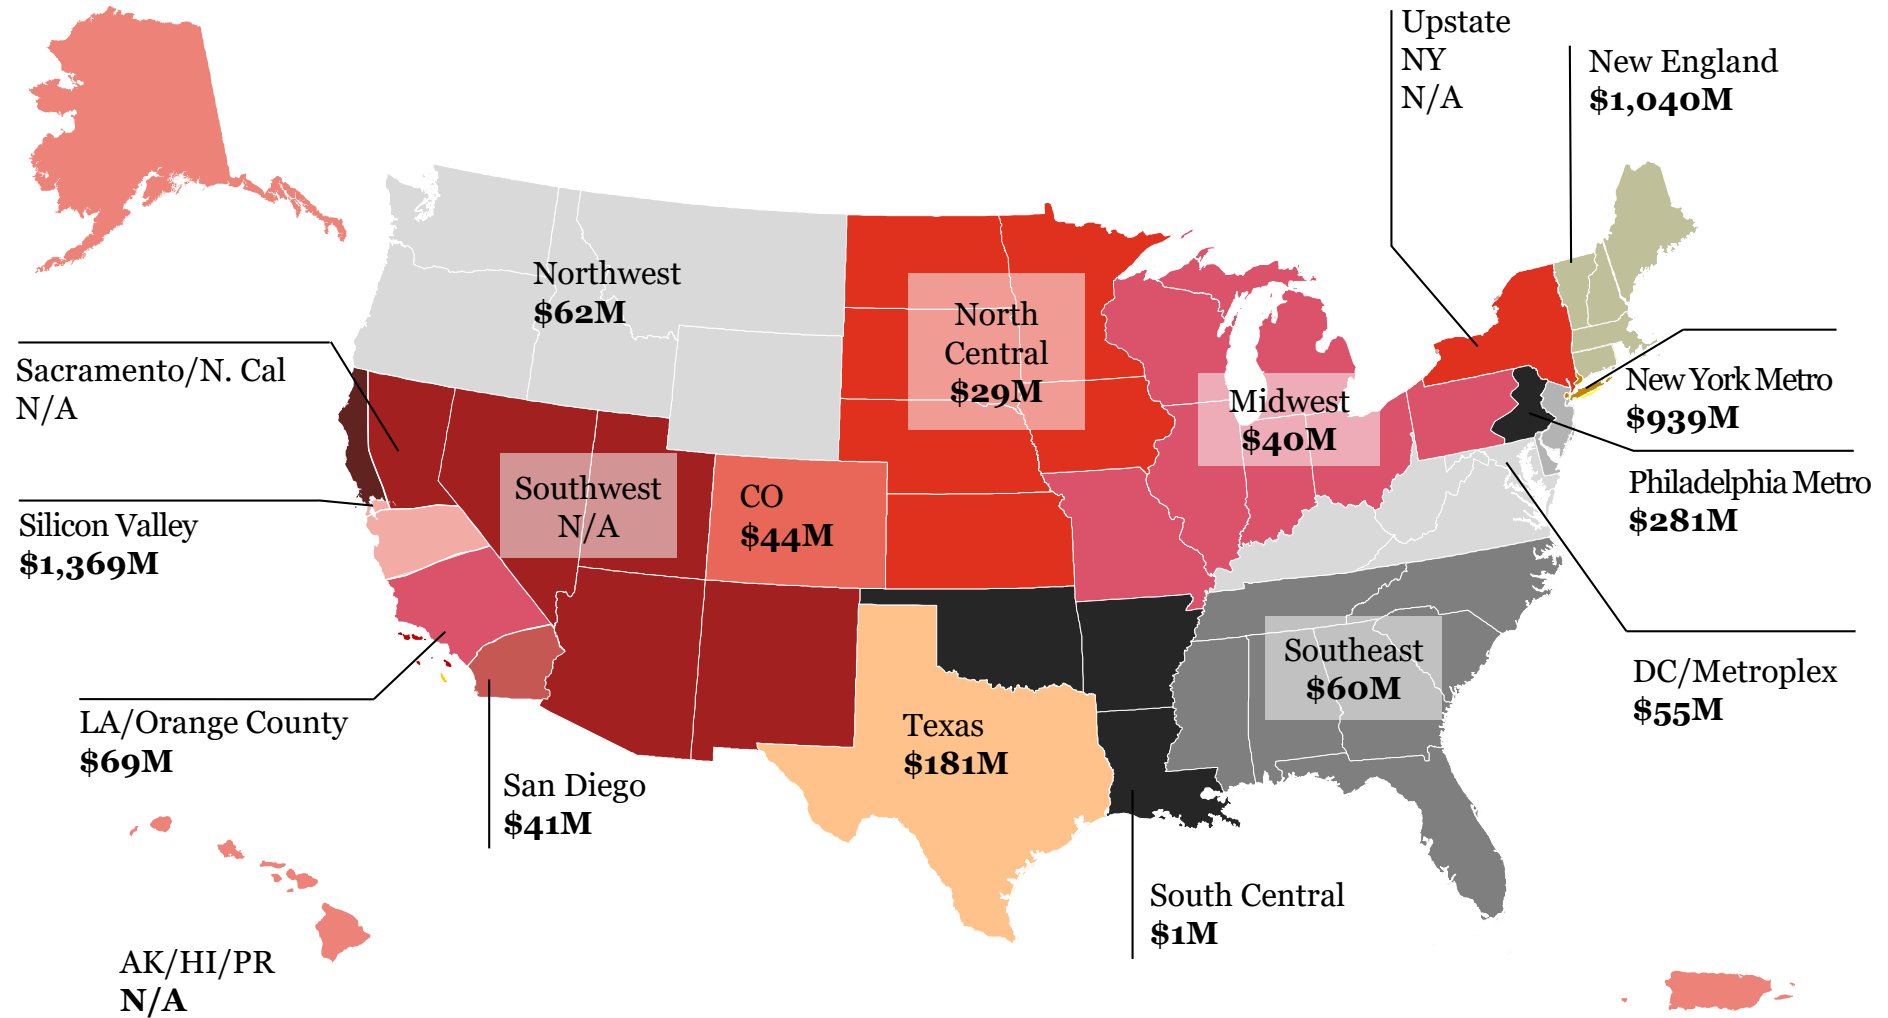 Upstate
NY
N/A
New England
$1,040M
Northwest
$62M
North
Central
$29M
Sacramento/N. Cal
N/A
Midwest
$40M
New York Metro
$939M
Southwest
N/A
CO
$44M
Philadelphia Metro
$281M
Silicon Valley
$1,369M
Southeast
$60M
DC/Metroplex
$55M
LA/Orange County
$69M
Texas
$181M
San Diego
$41M
South Central
$1M
AK/HI/PR
N/A